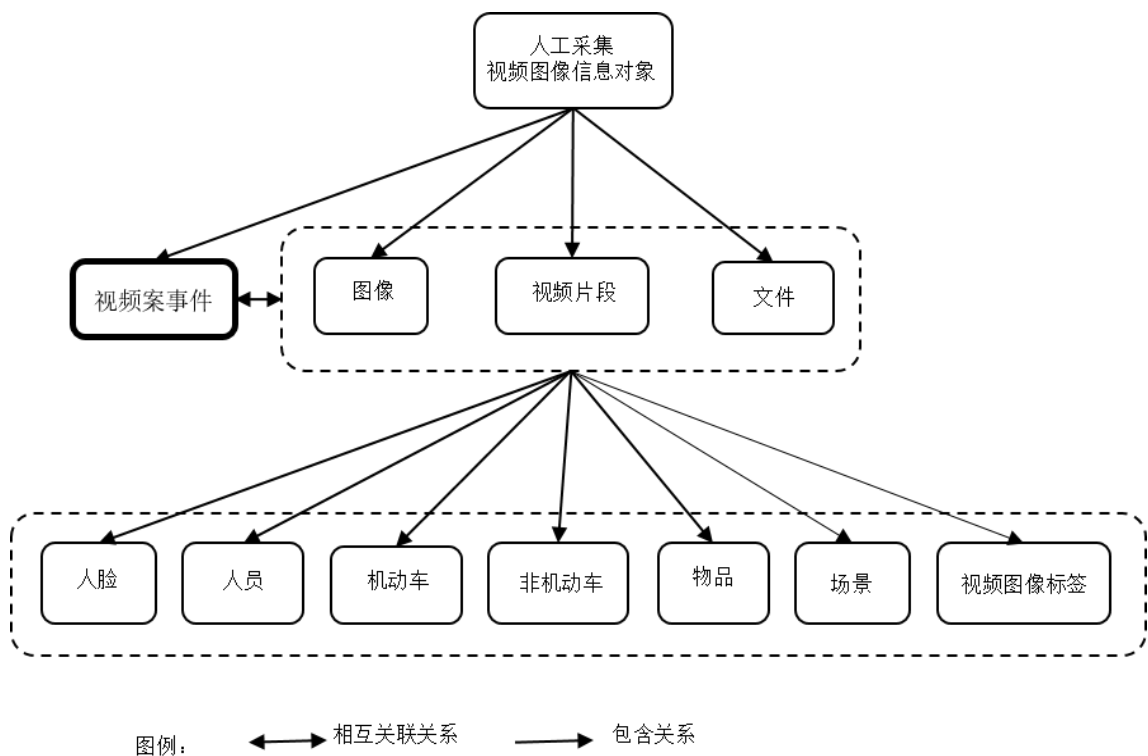 人工采集
视频图像信息对象
视频案事件
图像
视频片段
文件
人脸
人员
机动车
非机动车
物品
场景
视频图像标签
图例：
相互关联关系
包含关系